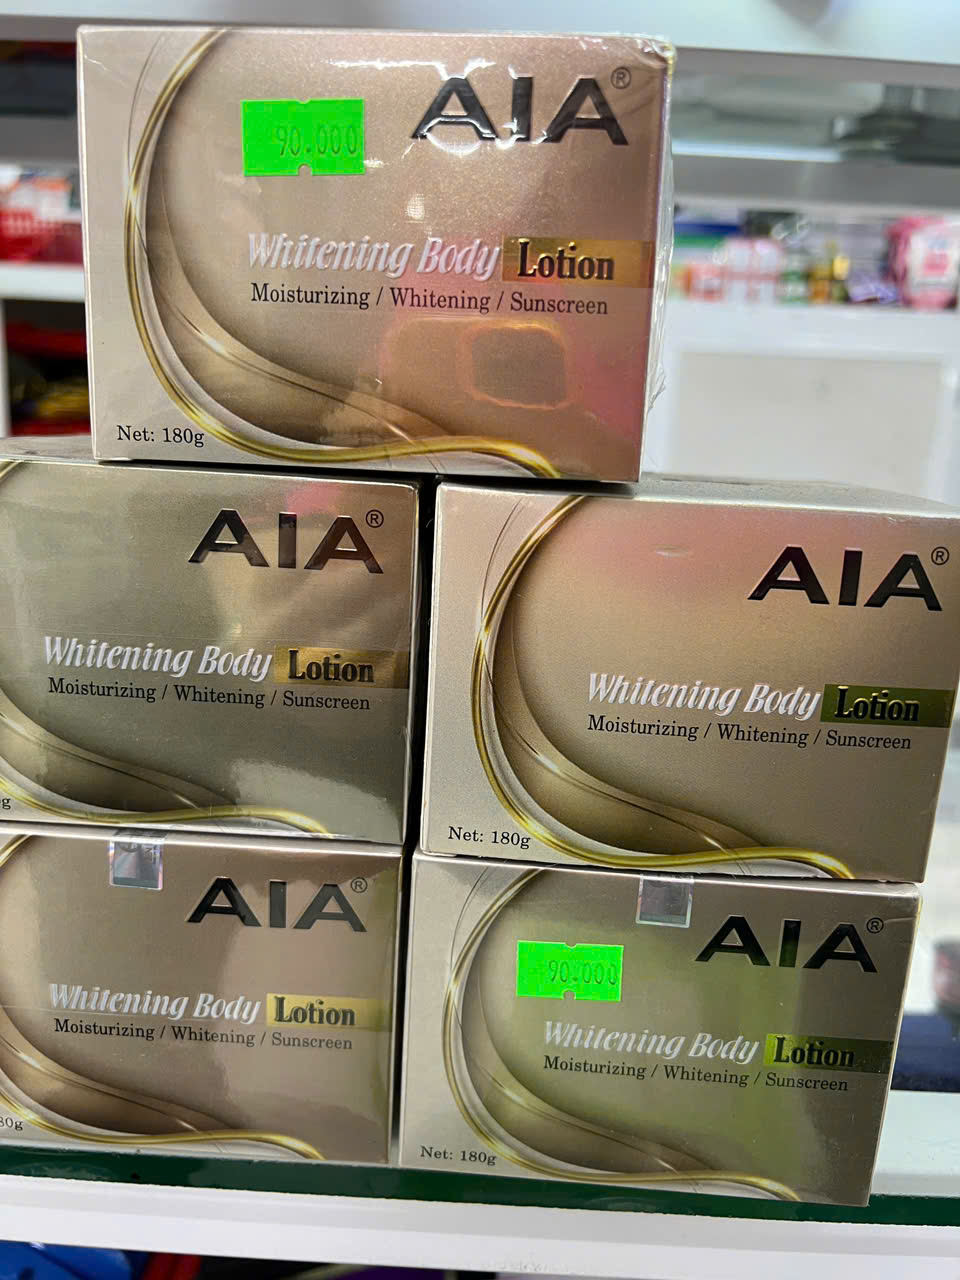 AIA®
90.000
Whitening Body Lotion
Moisturizing / Whitening / Sunscreen
Net: 180g
AIA®
Whitening Body Lotion
Moisturizing / Whitening / Sunscreen
g
AIA®
Whitening Body Lotion
Moisturizing / Whitening / Sunscreen
Net: 180g
AIA®
Whitening Body Lotion
Moisturizing / Whitening / Sunscreen
80g
AIA®
90.000
Whitening Body Lotion
Moisturizing / Whitening / Sunscreen
Net: 180g